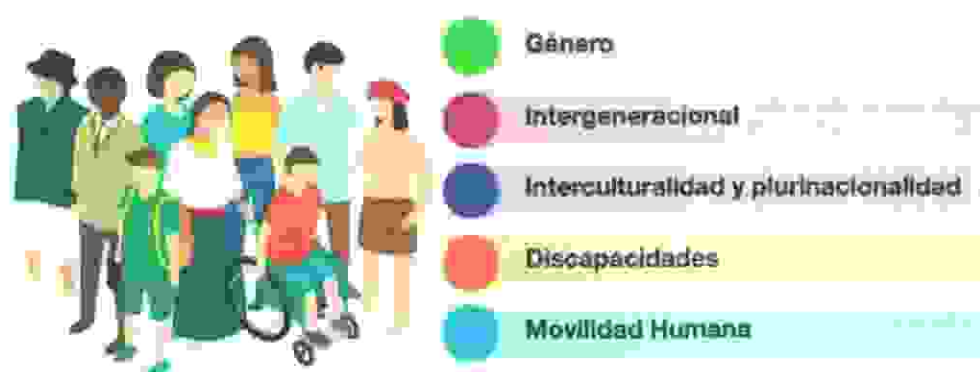 Género
Intergeneracional
Interculturalidad y plurinacionalidad
Discapacidades
Movilidad Humana